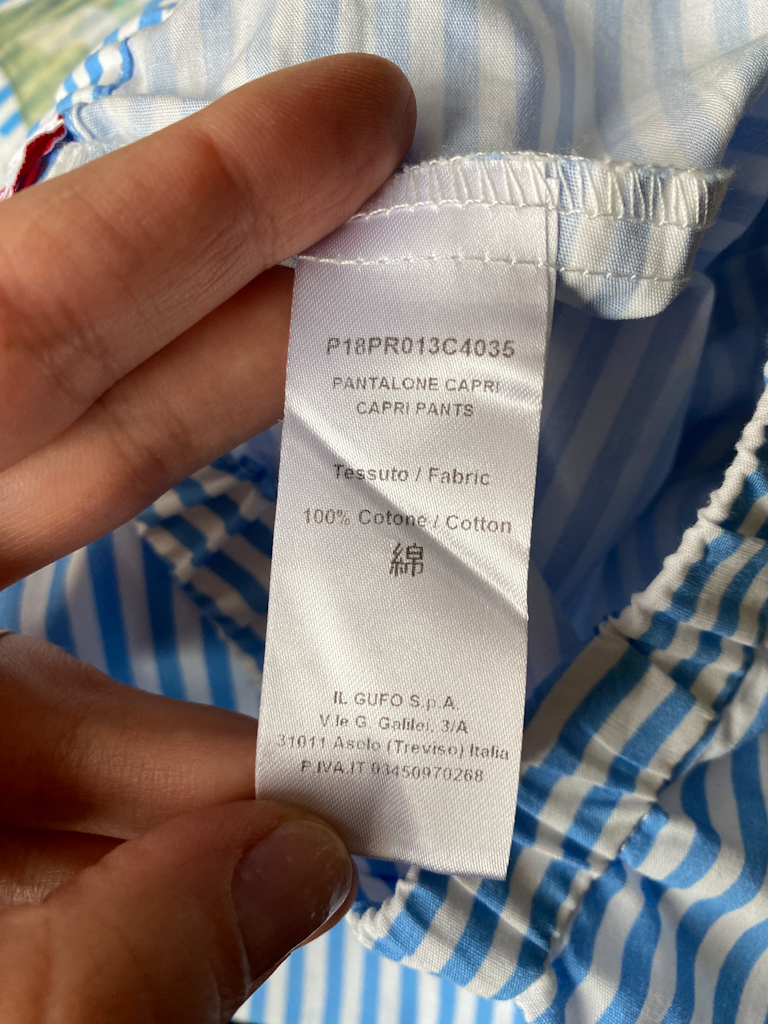 P18PR013C4035
PANTALONE CAPRI
CAPRI PANTS
Tessuto / Fabric
100% Cotone / Cotton
綿
IL GUFO S.p.A.
V.le G. Galilei, 3/A
31011 Asolo (Treviso) Italia
P.IVA IT 03450970268